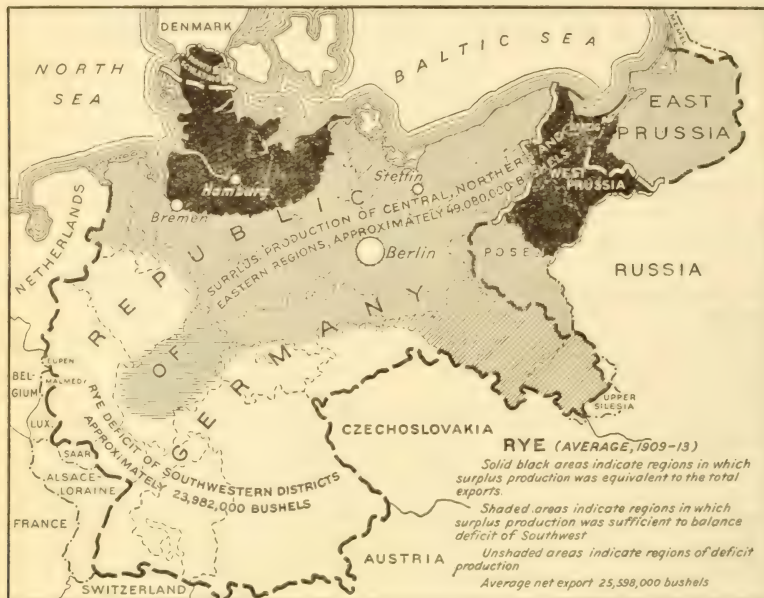 DENMARK
NORTH
SEA
BALTIC SEA
MEMEL
EAST
PRUSSIA
WEST
PRUSSIA
Hamburg
Stettin
Bremen
Berlin
NETHERLANDS
REPUBLIC
OF
GERMANY
SURPLUS PRODUCTION OF CENTRAL, NORTHERN AND
EASTERN REGIONS, APPROXIMATELY 49,080,000 BUSHELS
POSE
RUSSIA
EUPEN
MALMEDY
BEL-
GIUM
LUX.
SAAR
ALSACE-
LORAINE
FRANCE
SWITZERLAND
RYE DEFICIT OF SOUTHWESTERN DISTRICTS
APPROXIMATELY 23,982,000 BUSHELS
CZECHOSLOVAKIA
UPPER
SILESIA
AUSTRIA
RYE (AVERAGE, 1909-13)
Solid black areas indicate regions in which
surplus production was equivalent to the total
exports.
Shaded areas indicate regions in which
surplus production was sufficient to balance
deficit of Southwest
Unshaded areas indicate regions of deficit
production
Average net export 25,598,000 bushels